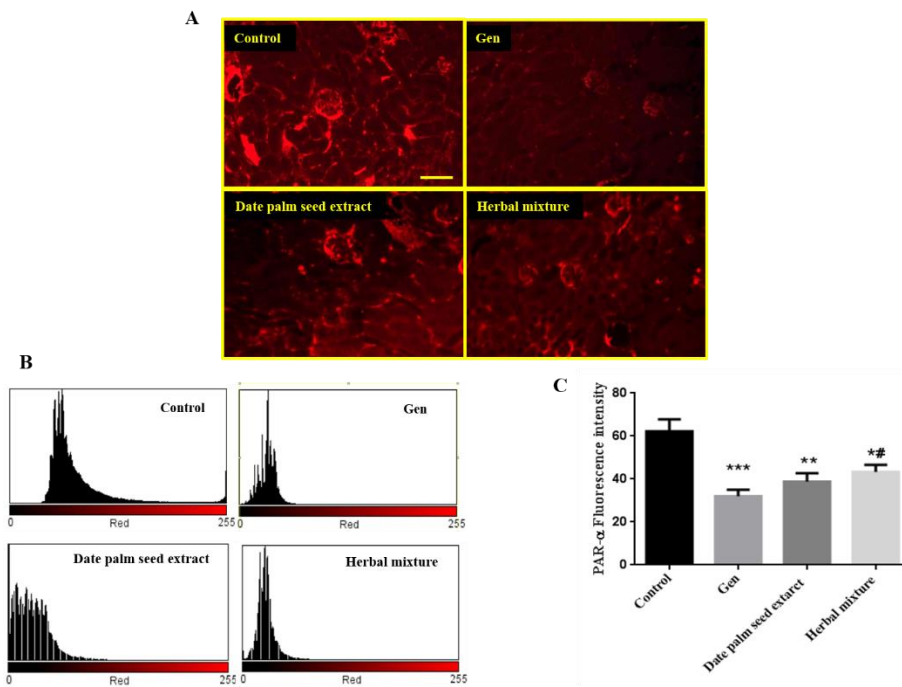 A
Control
Gen
Date palm seed extract
Herbal mixture
B
Control
0
Red
255
Gen
0
Red
255
Date palm seed extract
0
Red
255
Herbal mixture
0
Red
255
C
PAR-α Fluorescence intensity
80
60
40
20
0
***
**
*#
Control
Gen
Date palm seed extarct
Herbal mixture